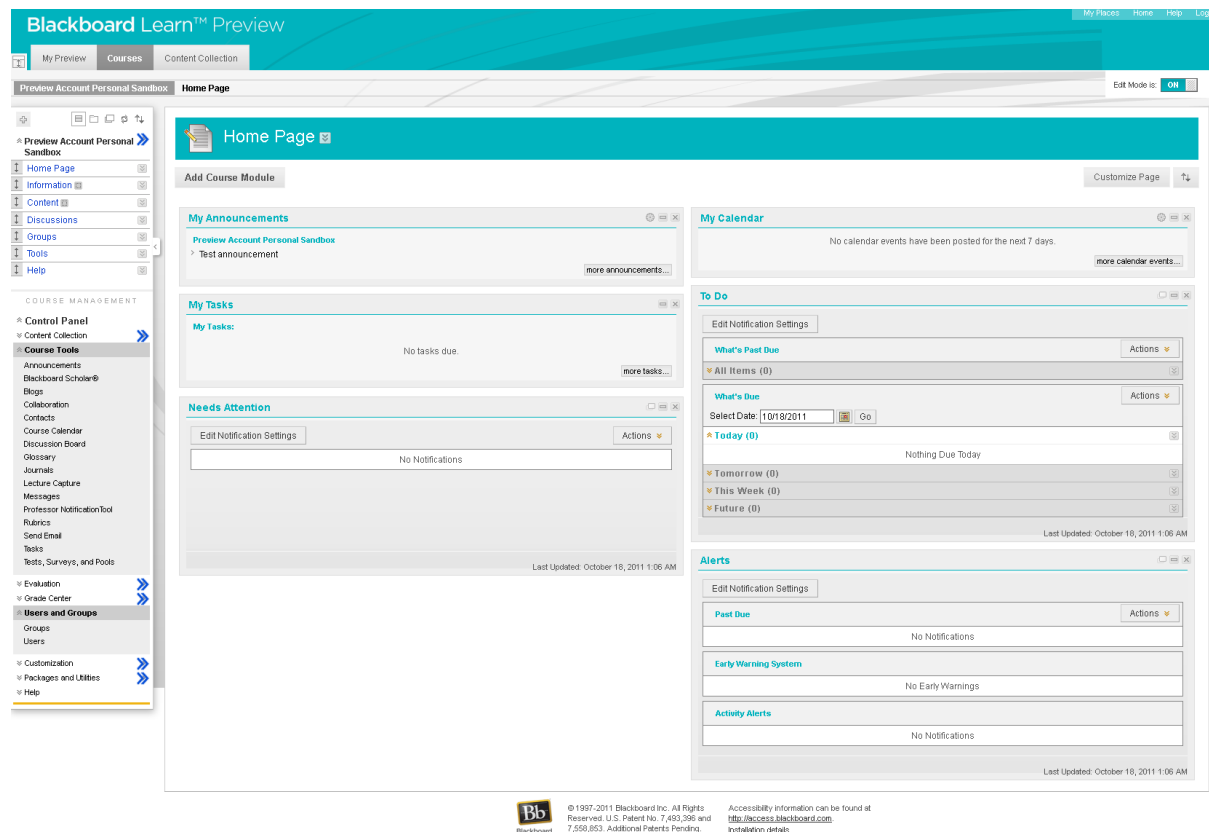 Blackboard Learn™ Preview
My Places Home Help Log
My Preview Courses Content Collection
Preview Account Personal Sandbox Home Page
Edit Mode is: ON
Preview Account Personal
Sandbox
Home Page
Information
Content
Discussions
Groups
Tools
Help
COURSE MANAGEMENT
Control Panel
Content Collection
Course Tools
Announcements
Blackboard Scholar®
Blogs
Collaboration
Contacts
Course Calendar
Discussion Board
Glossary
Journals
Lecture Capture
Messages
Professor NotificationTool
Rubrics
Send Email
Tasks
Tests, Surveys, and Pools
Evaluation
Grade Center
Users and Groups
Groups
Users
Customization
Packages and Utilities
Help
Home Page
Add Course Module
Customize Page
My Announcements
Preview Account Personal Sandbox
Test announcement
more announcements...
My Tasks
My Tasks:
No tasks due.
more tasks...
Needs Attention
Edit Notification Settings
Actions
No Notifications
Last Updated: October 18, 2011 1:06 AM
My Calendar
No calendar events have been posted for the next 7 days.
more calendar events...
To Do
Edit Notification Settings
What's Past Due
Actions
All Items (0)
What's Due
Actions
Select Date: 10/18/2011 Go
Today (0)
Nothing Due Today
Tomorrow (0)
This Week (0)
Future (0)
Last Updated: October 18, 2011 1:06 AM
Alerts
Edit Notification Settings
Past Due
Actions
No Notifications
Early Warning System
No Early Warnings
Activity Alerts
No Notifications
Last Updated: October 18, 2011 1:06 AM
Bb
Blackboard
© 1997-2011 Blackboard Inc. All Rights
Reserved. U.S. Patent No. 7,493,396 and
7,558,853. Additional Patents Pending.
Accessibility information can be found at
http://access.blackboard.com.
Installation details